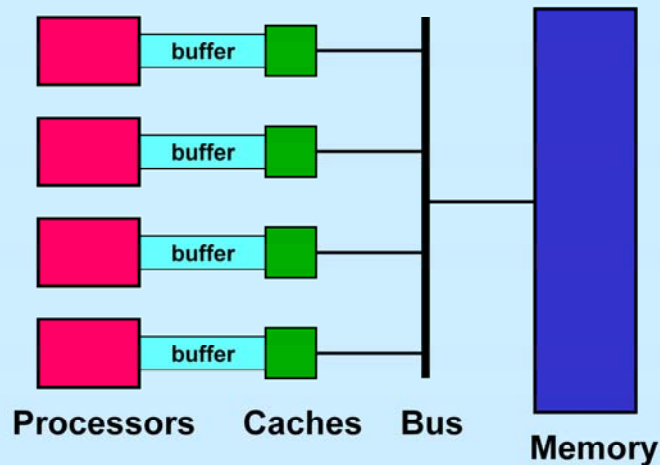 buffer
buffer
buffer
buffer
Processors Caches Bus
Memory